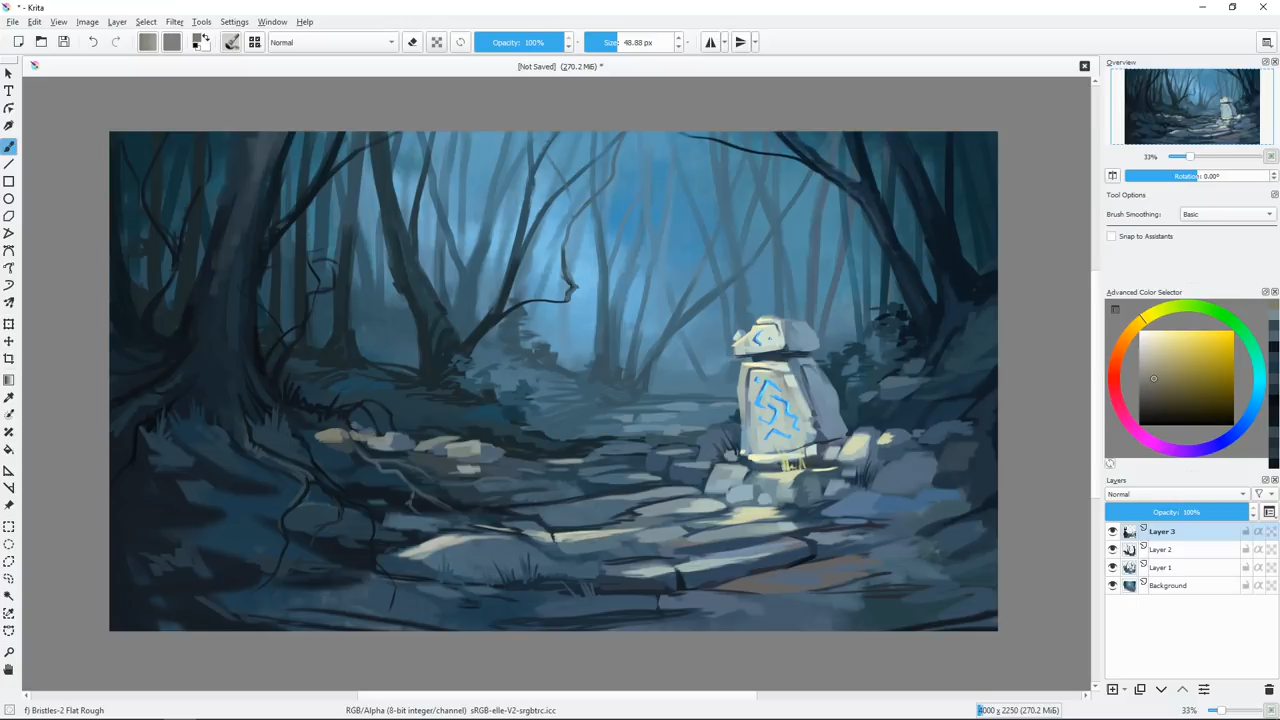 * - Krita
File Edit View Image Layer Select Filter Tools Settings Window Help
Normal Opacity: 100% Size: 48.88 px
[Not Saved] (270.2 MiB) *
Overview
33%
Rotation: 0.00°
Tool Options
Brush Smoothing: Basic
Snap to Assistants
Advanced Color Selector
Layers
Normal
Opacity: 100%
Layer 3
Layer 2
Layer 1
Background
f) Bristles-2 Flat Rough RGB/Alpha (8-bit integer/channel) sRGB-elle-V2-srgbtrc.icc 4000 x 2250 (270.2 MiB) 33%